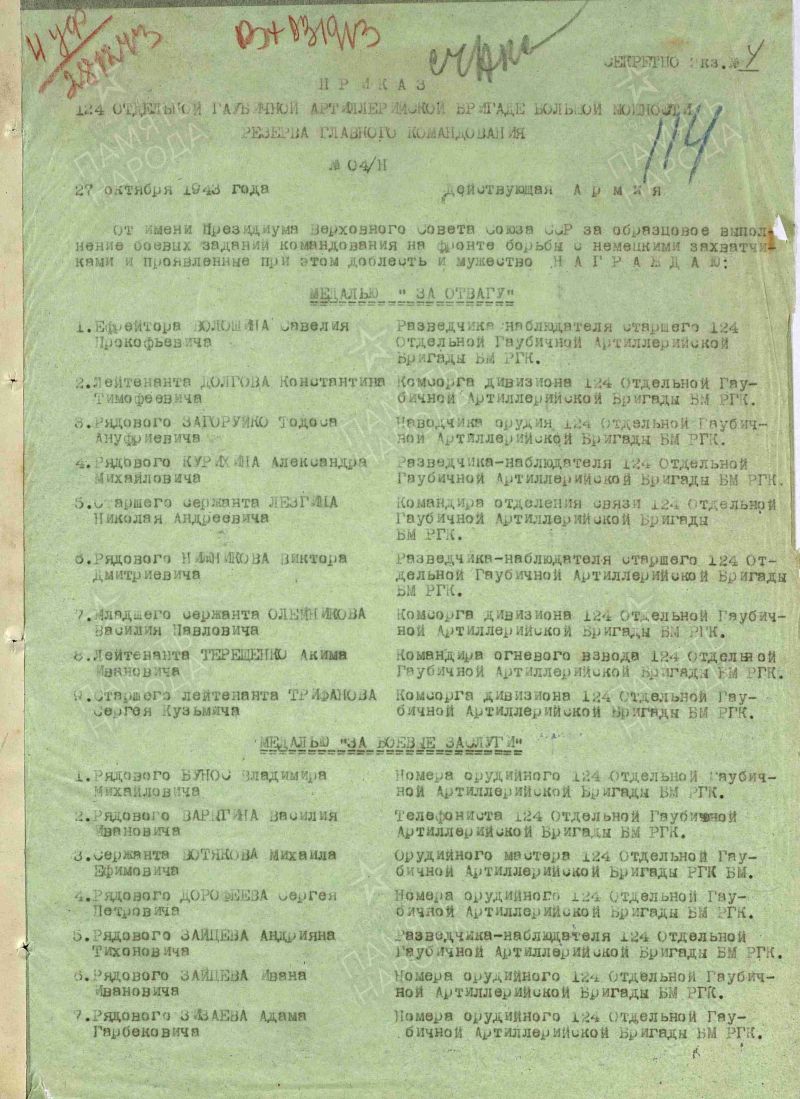 СЕКРЕТНО экз.№ 4
ПРИКАЗ
124 ОТДЕЛЬНОЙ ГАУБИЧНОЙ АРТИЛЛЕРИЙСКОЙ БРИГАДЕ БОЛЬШОЙ МОЩНОСТИ
РЕЗЕРВА ГЛАВНОГО КОМАНДОВАНИЯ
114
№ 04/Н
27 октября 1943 года Действующая Армия
От имени Президиума Верховного Совета Союза ССР за образцовое выпол-
нение боевых заданий командования на фронте борьбы с немецкими захватчи-
ками и проявленные при этом доблесть и мужество НАГРАЖДАЮ:
МЕДАЛЬЮ "ЗА ОТВАГУ"
1. Ефрейтора ВОЛОШИНА Савелия Разведчика наблюдателя старшего 124
Прокофьевича Отдельной Гаубичной Артиллерийской
Бригады БМ РГК.
2. Лейтенанта ДОЛГОВА Константина Комсорга дивизиона 124 Отдельной Гау-
Тимофеевича бичной Артиллерийской Бригады БМ РГК.
3. Рядового ЗАГОРУЙКО Тодоса Наводчика орудия 124 Отдельной Гаубич-
Ануфриевича ной Артиллерийской Бригады БМ РГК.
4. Рядового Александра Разведчика-наблюдателя 124 Отдельной
Михайловича Гаубичной Артиллерийской Бригады БМ РГК.
5. Старшего сержанта ЛЕЗГИНА Командира отделения связи 124 Отдельной
Николая Андреевича Гаубичной Артиллерийской Бригады
БМ РГК.
6. Рядового Виктора Разведчика-наблюдателя старшего 124 От-
Дмитриевича дельной Гаубичной Артиллерийской Бригады
БМ РГК.
7. Младшего сержанта ОЛЕЙНИКОВА Комсорга дивизиона 124 Отдельной Гаубич-
Василия Павловича ной Артиллерийской Бригады БМ РГК.
8. Лейтенанта ТЕРЕЩЕНКО Акима Командира огневого взвода 124 Отдельной
Ивановича Гаубичной Артиллерийской Бригады БМ РГК.
9. Старшего лейтенанта ТРИФАНОВА Комсорга дивизиона 124 Отдельной Гау-
Сергея Кузьмича бичной Артиллерийской Бригады БМ РГК.
МЕДАЛЬЮ "ЗА БОЕВЫЕ ЗАСЛУГИ"
1. Рядового БУНОС Владимира Номера орудийного 124 Отдельной Гаубич-
Михайловича ной Артиллерийской Бригады БМ РГК.
2. Рядового ВАРЫГИНА Василия Телефониста 124 Отдельной Гаубичной
Ивановича Артиллерийской Бригады БМ РГК.
3. Сержанта ВОТЯКОВА Михаила Орудийного мастера 124 Отдельной Гау-
Ефимовича бичной Артиллерийской Бригады РГК БМ.
4. Рядового ДОРОФЕЕВА Сергея Номера орудийного 124 Отдельной Гау-
Петровича бичной Артиллерийской Бригады БМ РГК.
5. Рядового ЗАЙЦЕВА Андрияна Разведчика-наблюдателя 124 Отдельной
Тихоновича Гаубичной Артиллерийской Бригады БМ РГК.
6. Рядового ЗАЙЦЕВА Ивана Номера орудийного 124 Отдельной Гаубич-
Ивановича ной Артиллерийской Бригады БМ РГК.
7. Рядового Адама Номера орудийного 124 Отдельной Гау-
Гарбековича бичной Артиллерийской Бригады БМ РГК.
ПАМЯТЬ НАРОДА